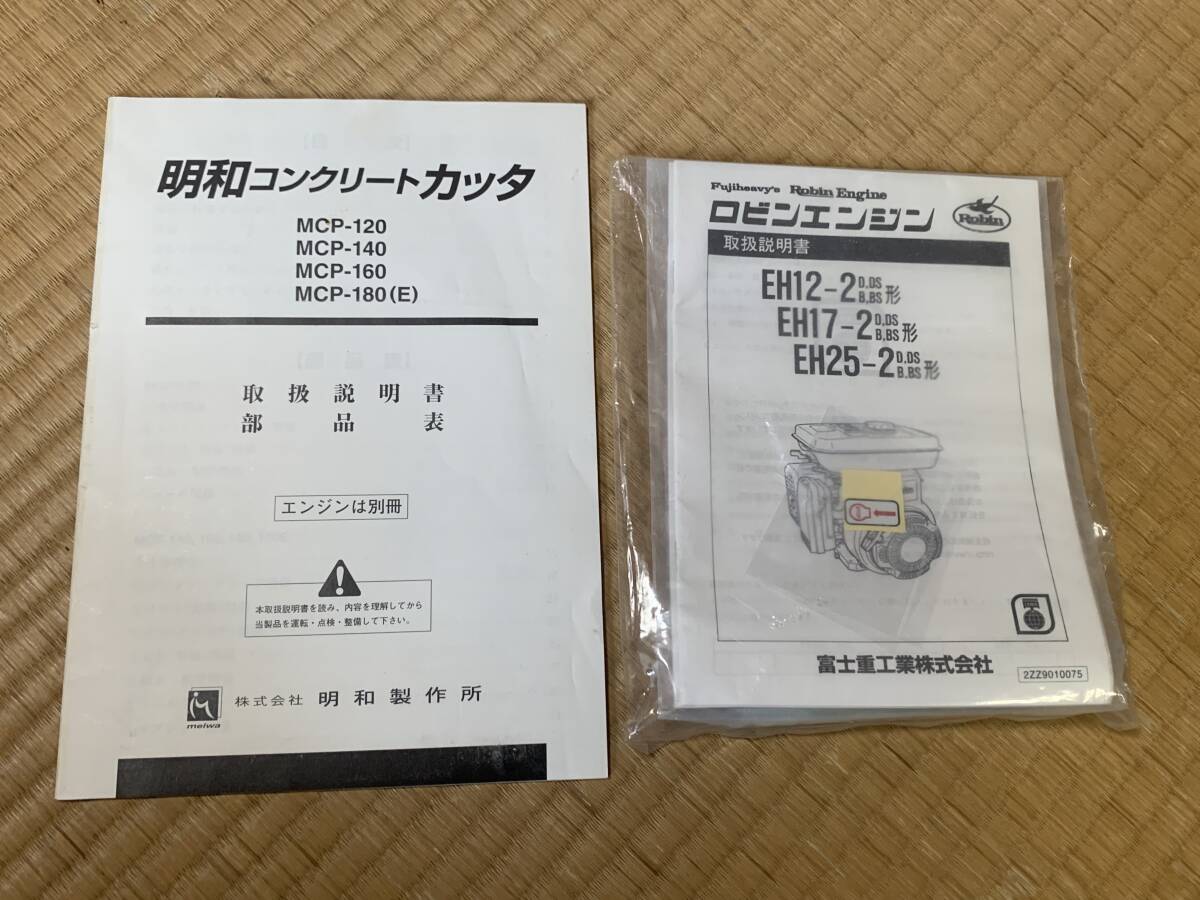 明和コンクリートカッタ
MCP-120
MCP-140
MCP-160
MCP-180(E)
取扱説明書
部品表
エンジンは別冊
本取扱説明書を読み、内容を理解してから
当製品を運転・点検・整備して下さい。
meiwa
株式会社 明和製作所
Fujiheavy's Robin Engine
ロビンエンジン
Robin
取扱説明書
EH12-2 D,DS B,BS 形
EH17-2 D,DS B,BS 形
EH25-2 D,DS B,BS 形
富士重工業株式会社
2ZZ9010075